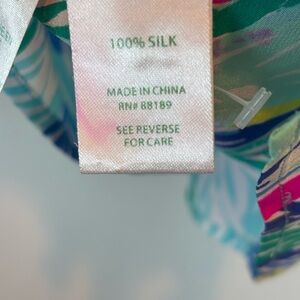 100% SILK
MADE IN CHINA
RN# 88189
SEE REVERSE
FOR CARE